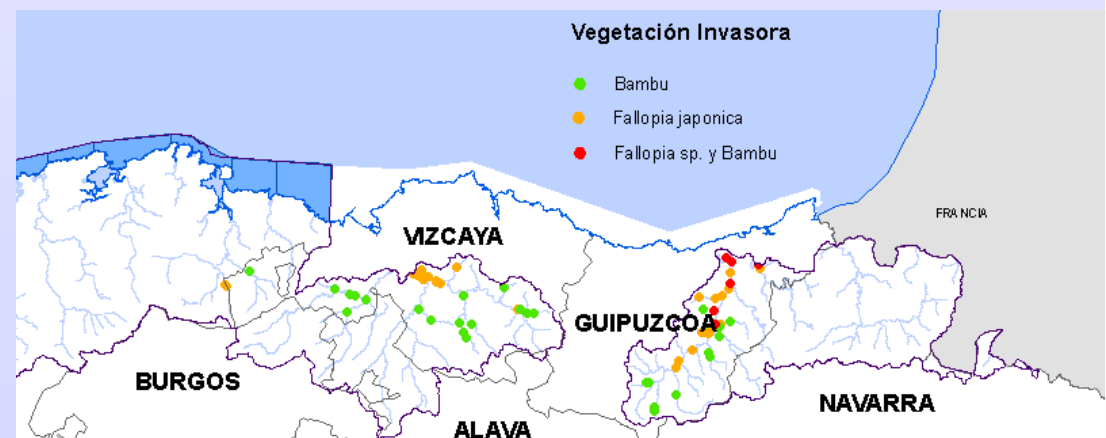 Vegetación Invasora
Bambu
Fallopia japonica
Fallopia sp. y Bambu
FRANCIA
VIZCAYA
GUIPUZCOA
BURGOS
NAVARRA
ALAVA